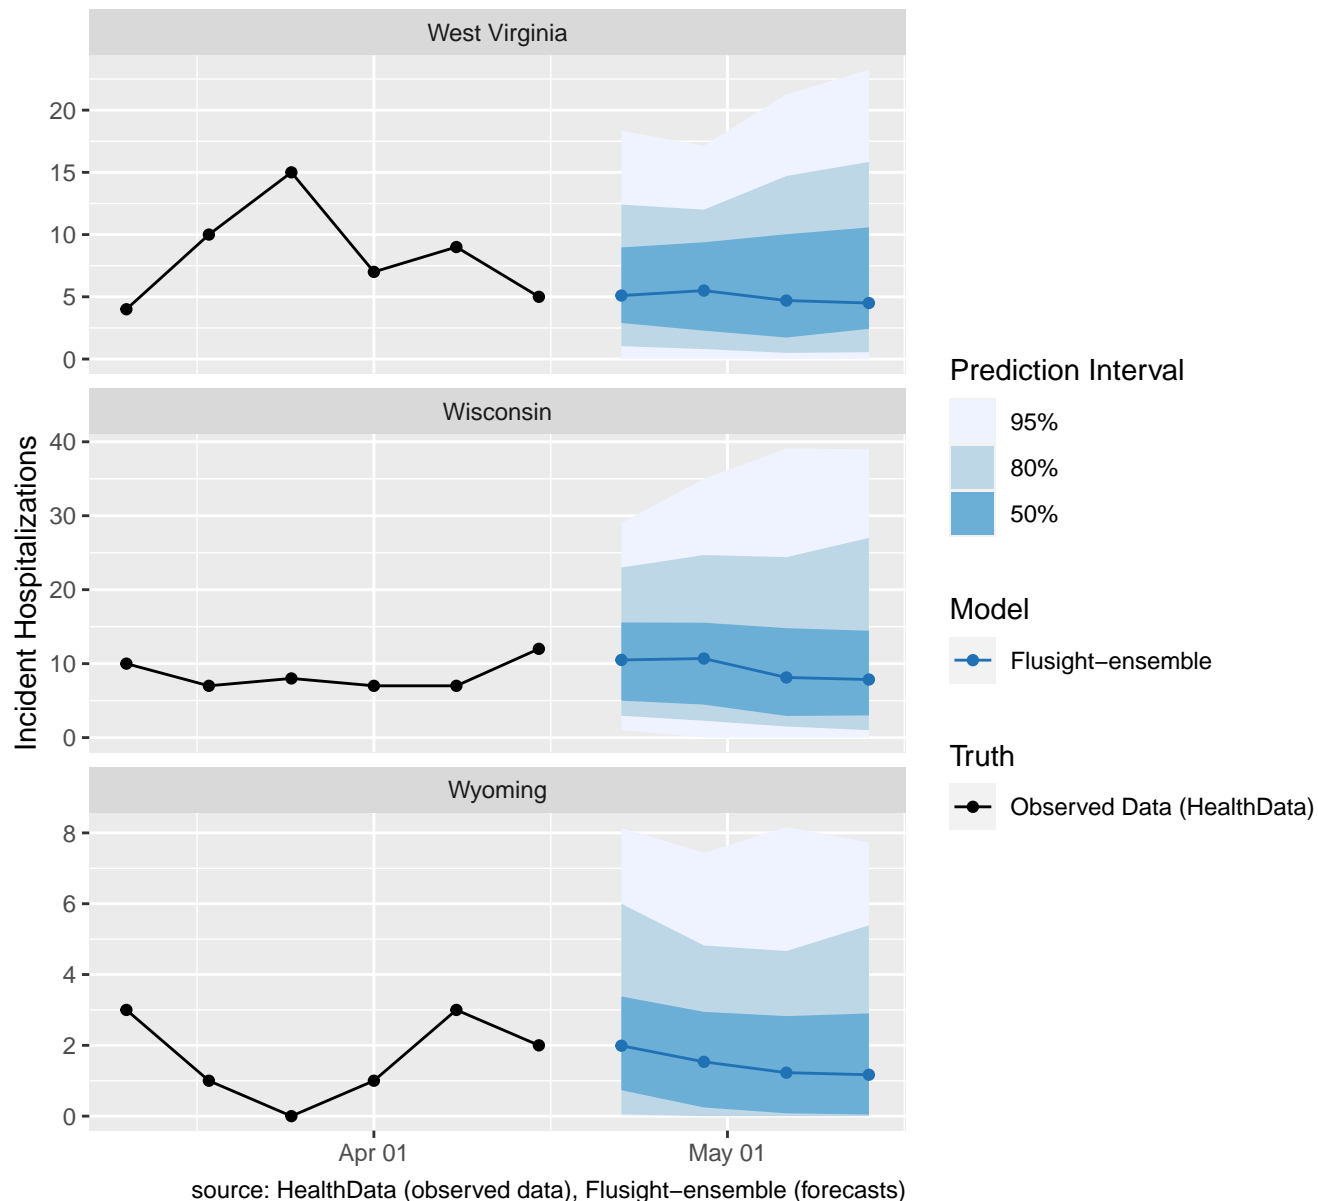 West Virginia
20
15
10
5
0
Wisconsin
40
30
20
10
0
Wyoming
8
6
4
2
0
Incident Hospitalizations
Apr 01
May 01
source: HealthData (observed data), Flusight−ensemble (forecasts)
Prediction Interval
95%
80%
50%
Model
Flusight−ensemble
Truth
Observed Data (HealthData)